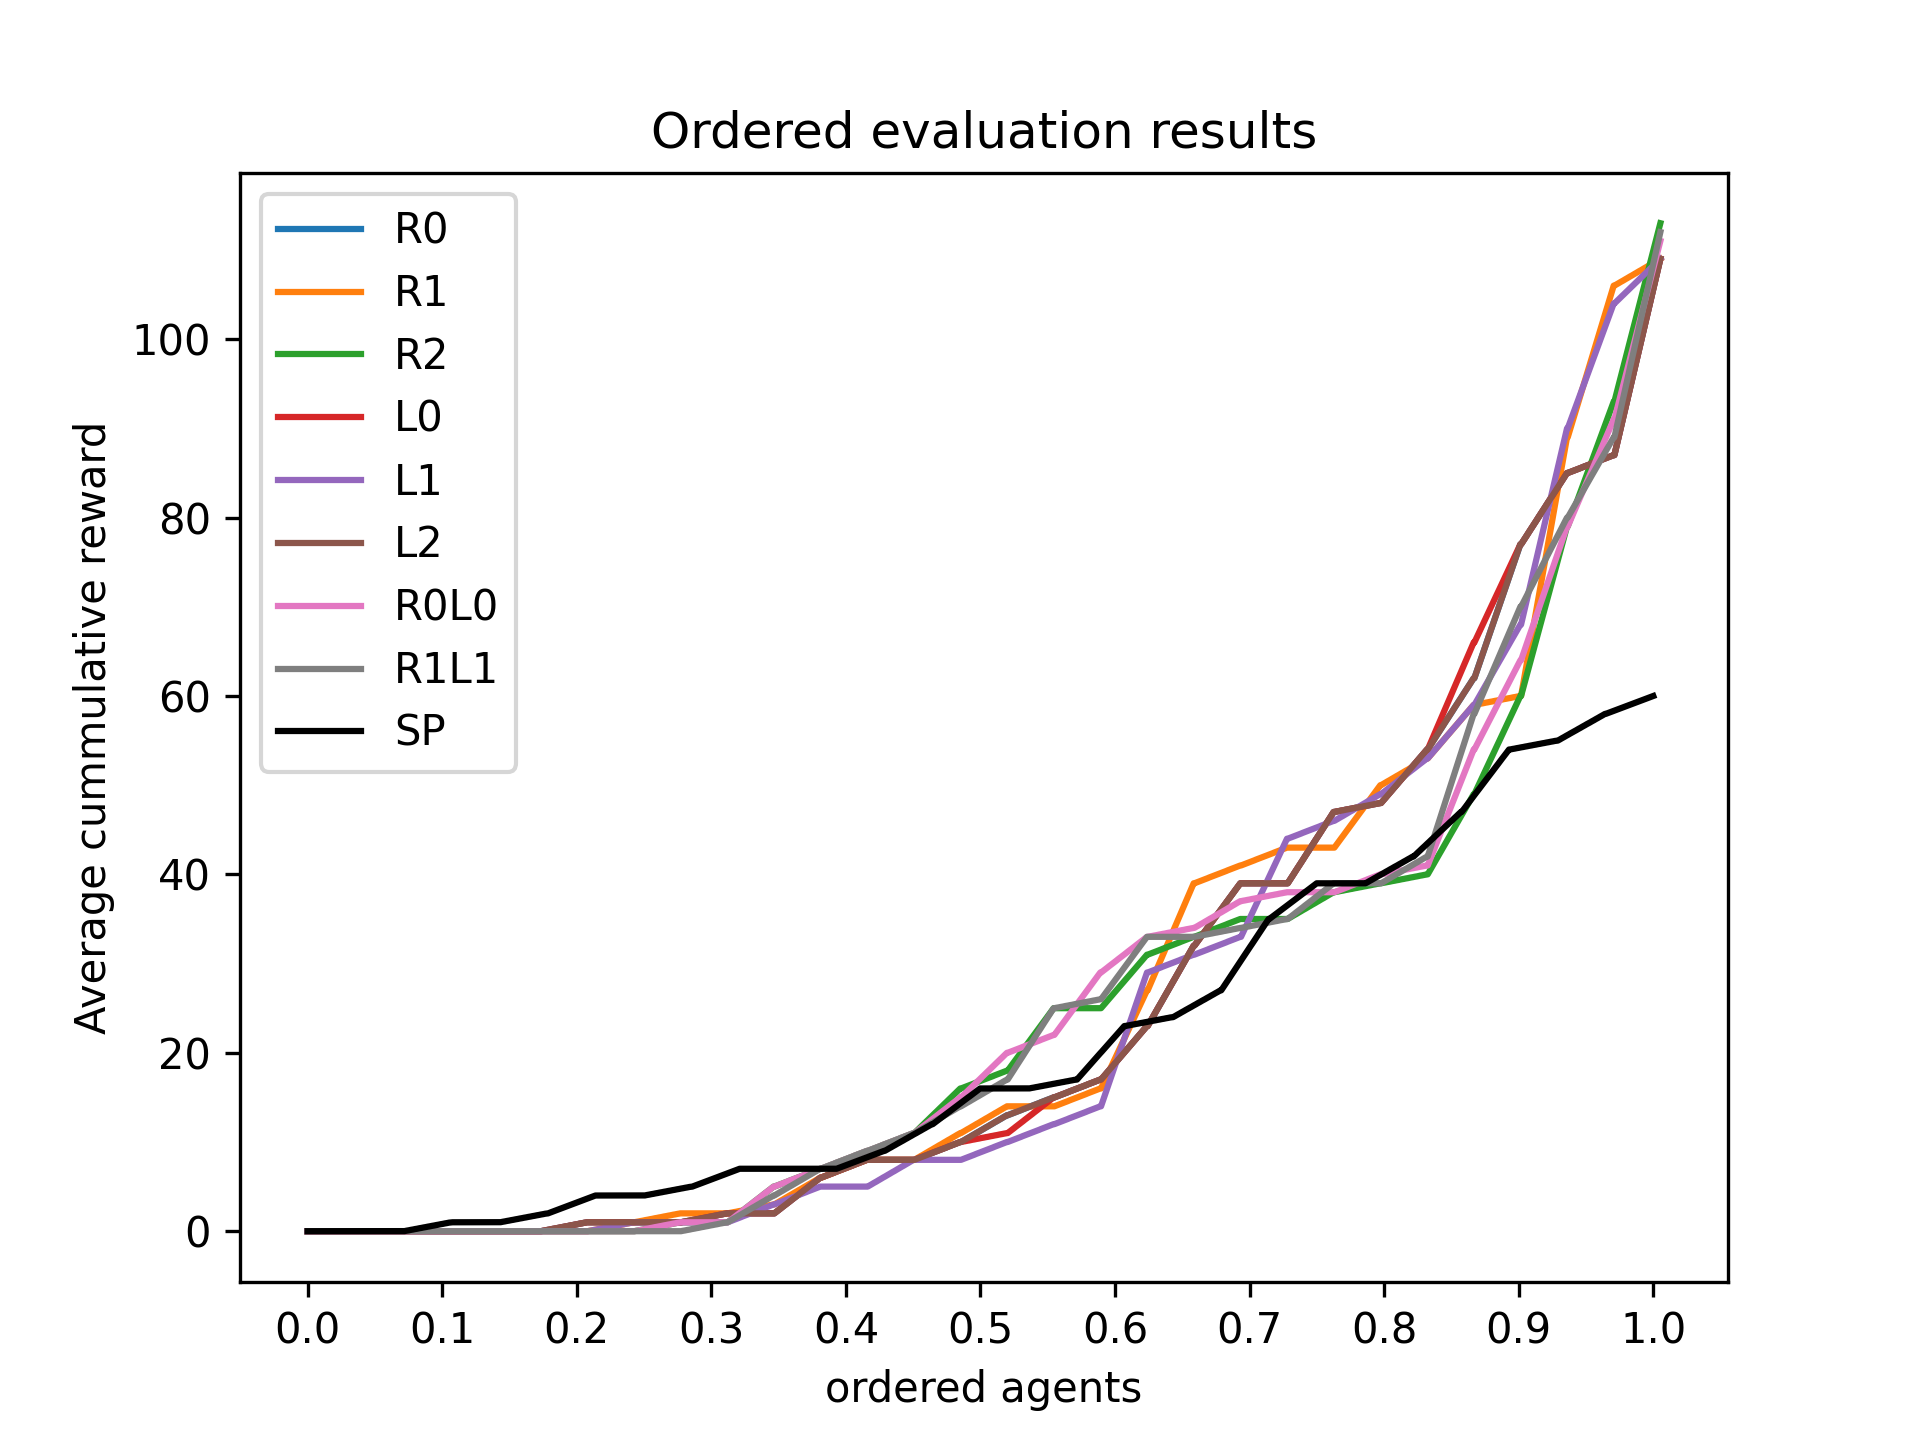 Ordered evaluation results
R0
R1
R2
L0
L1
L2
R0L0
R1L1
SP
Average cummulative reward
100
80
60
40
20
0
0.0 0.1 0.2 0.3 0.4 0.5 0.6 0.7 0.8 0.9 1.0
ordered agents